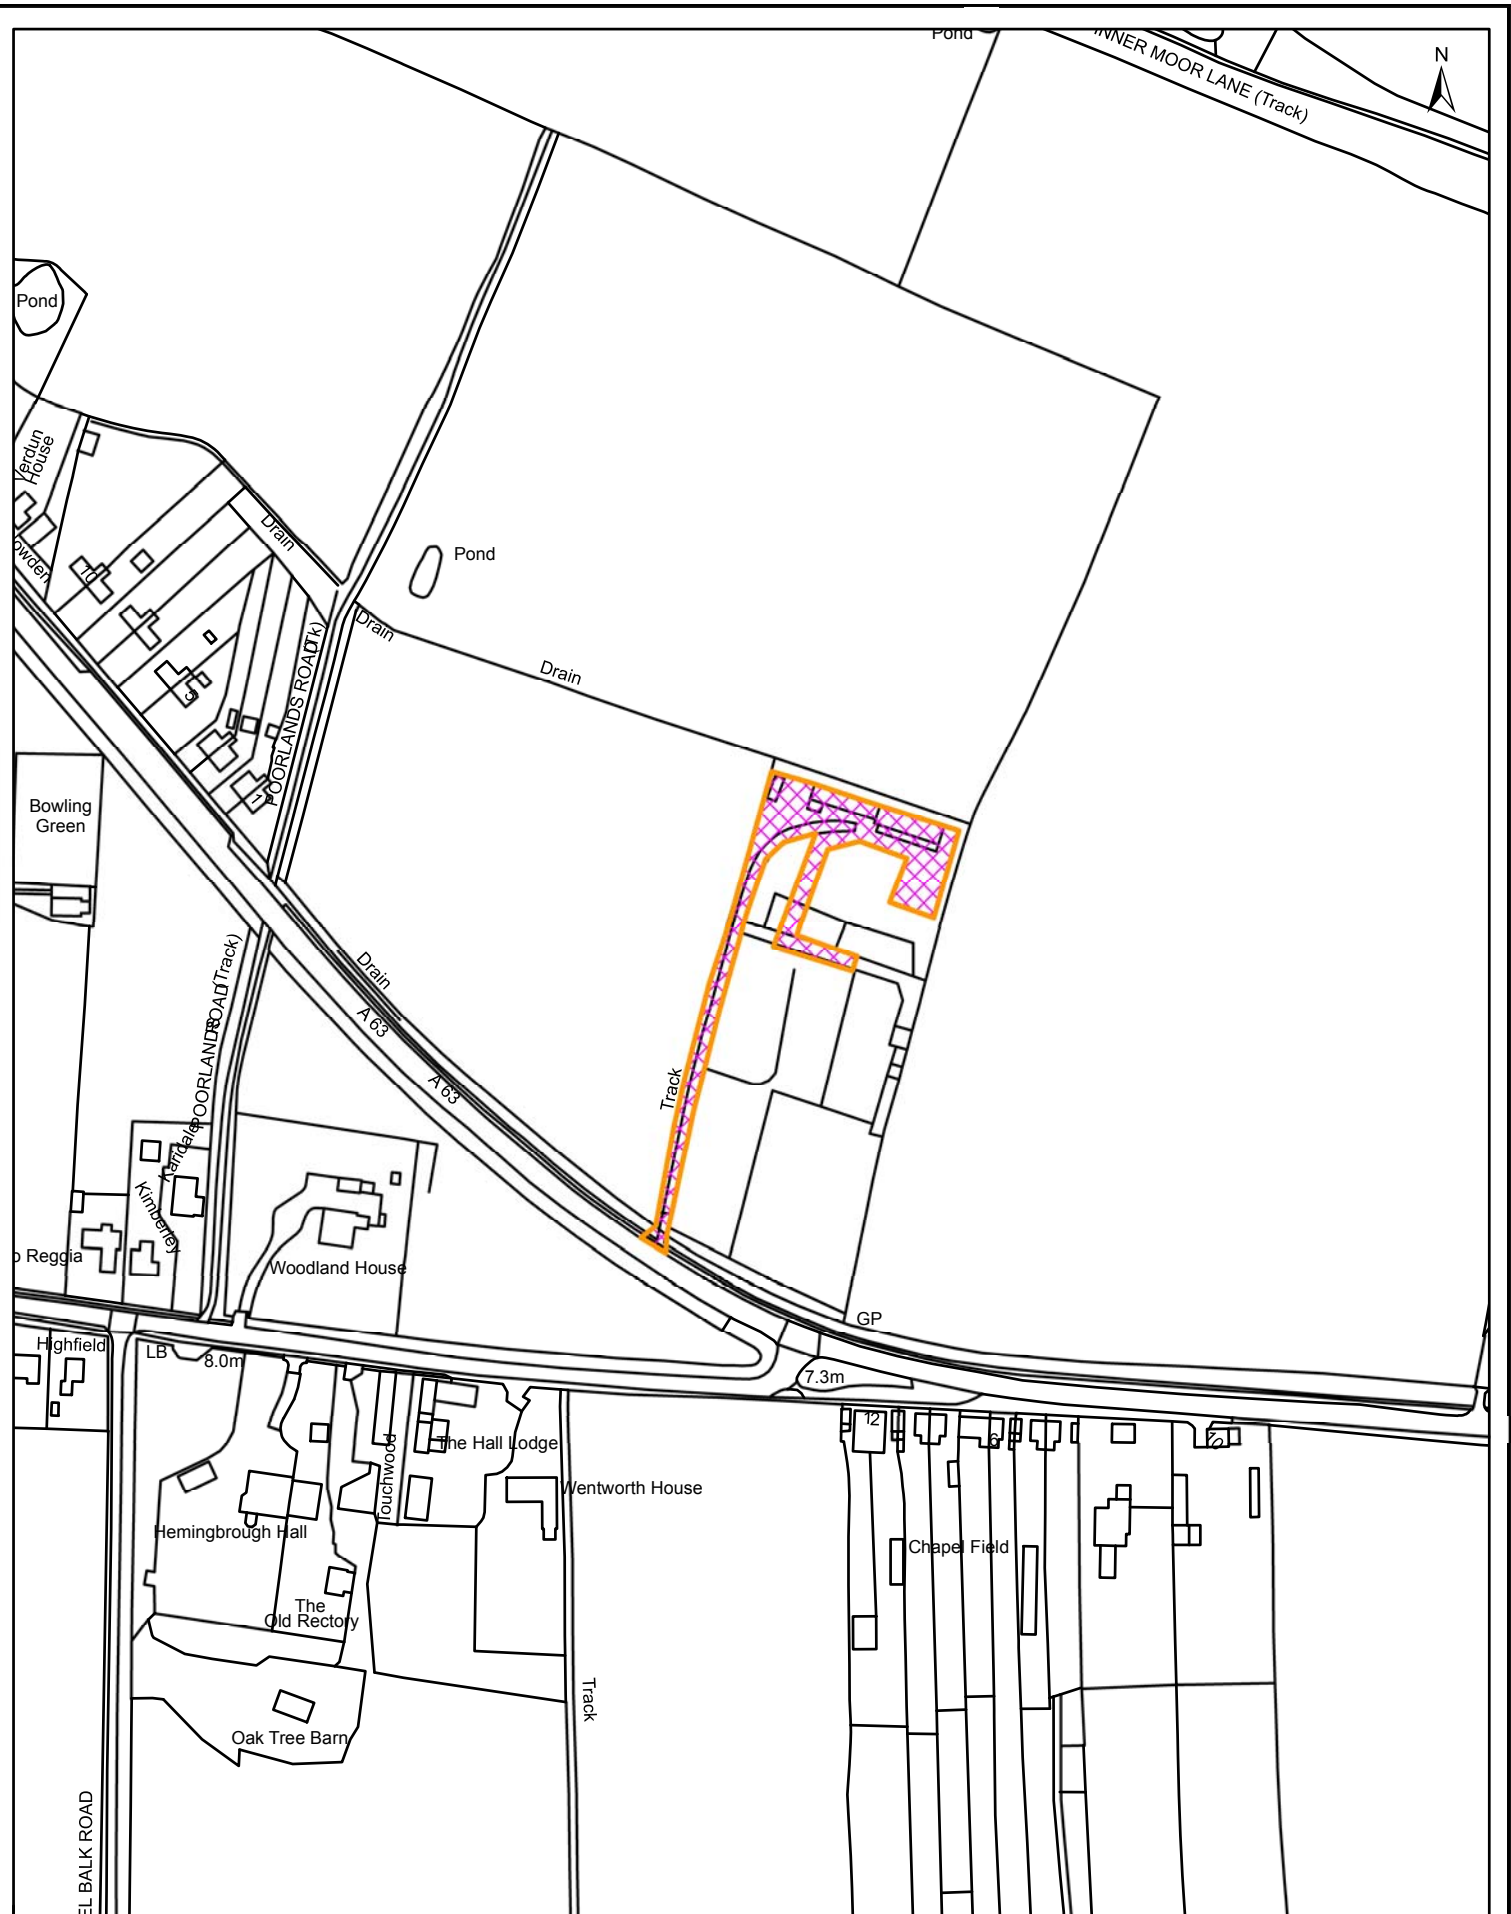 Pond
INNER MOOR LANE (Track)
N
Pond
Verdun
House
Drain
Pond
10
Drain
Drain
5
POORLANDS ROAD
(Tk)
1
Bowling
Green
POORLANDS ROAD (Track)
Drain
A 63
A 63
Track
Karidale
Kimberley
Woodland House
Reggia
GP
Highfield
LB
8.0m
7.3m
12
6
10
The Hall Lodge
Touchwood
Wentworth House
Hemingbrough Hall
Chapel Field
The
Old Rectory
Track
Oak Tree Barn
BALK ROAD